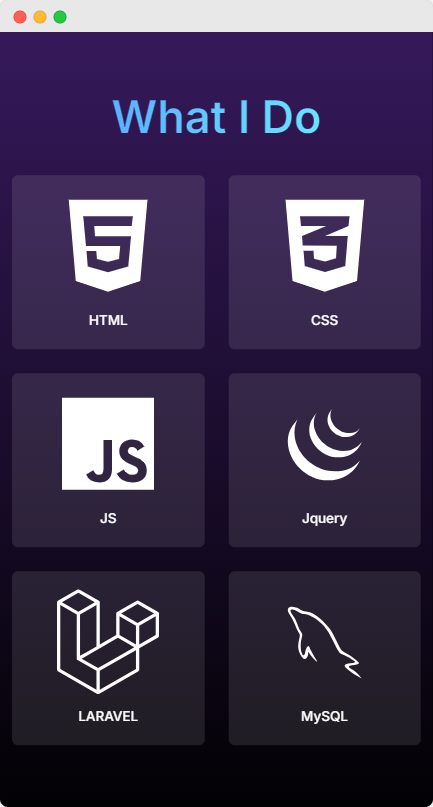 What I Do
HTML
CSS
JS
JS
Jquery
LARAVEL
MySQL